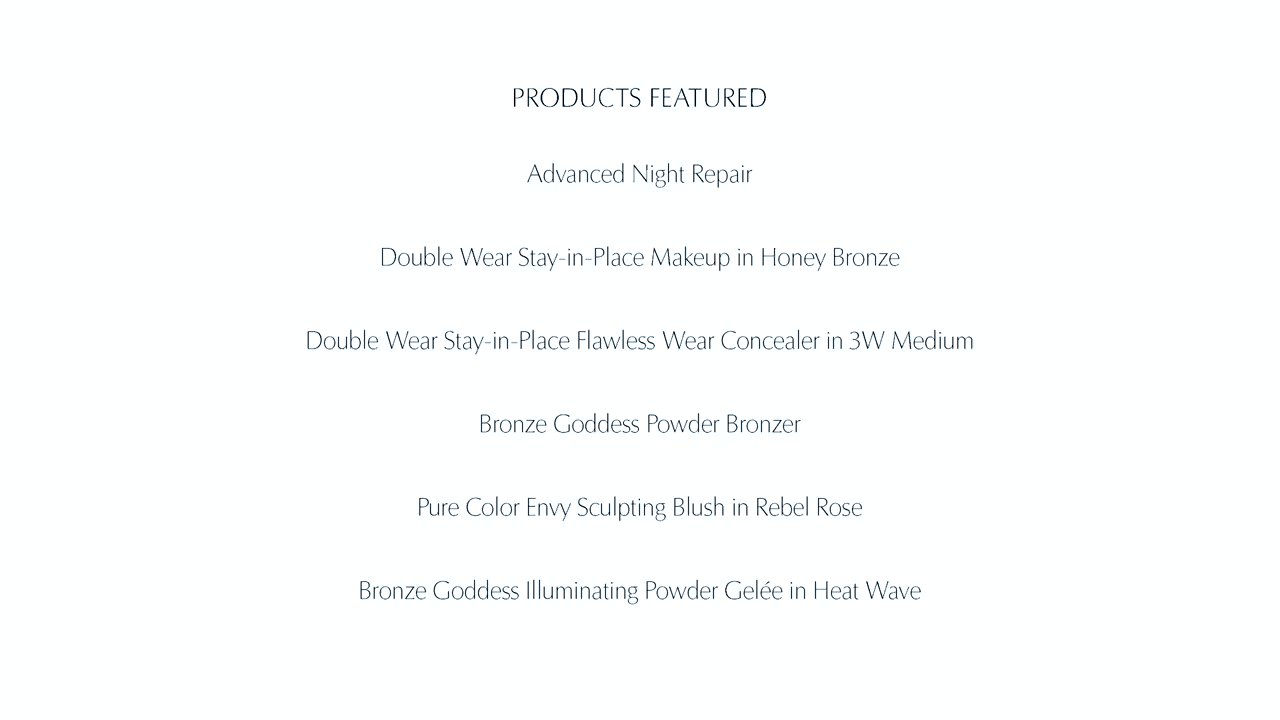 PRODUCTS FEATURED
Advanced Night Repair
Double Wear Stay-in-Place Makeup in Honey Bronze
Double Wear Stay-in-Place Flawless Wear Concealer in 3W Medium
Bronze Goddess Powder Bronzer
Pure Color Envy Sculpting Blush in Rebel Rose
Bronze Goddess Illuminating Powder Gelée in Heat Wave